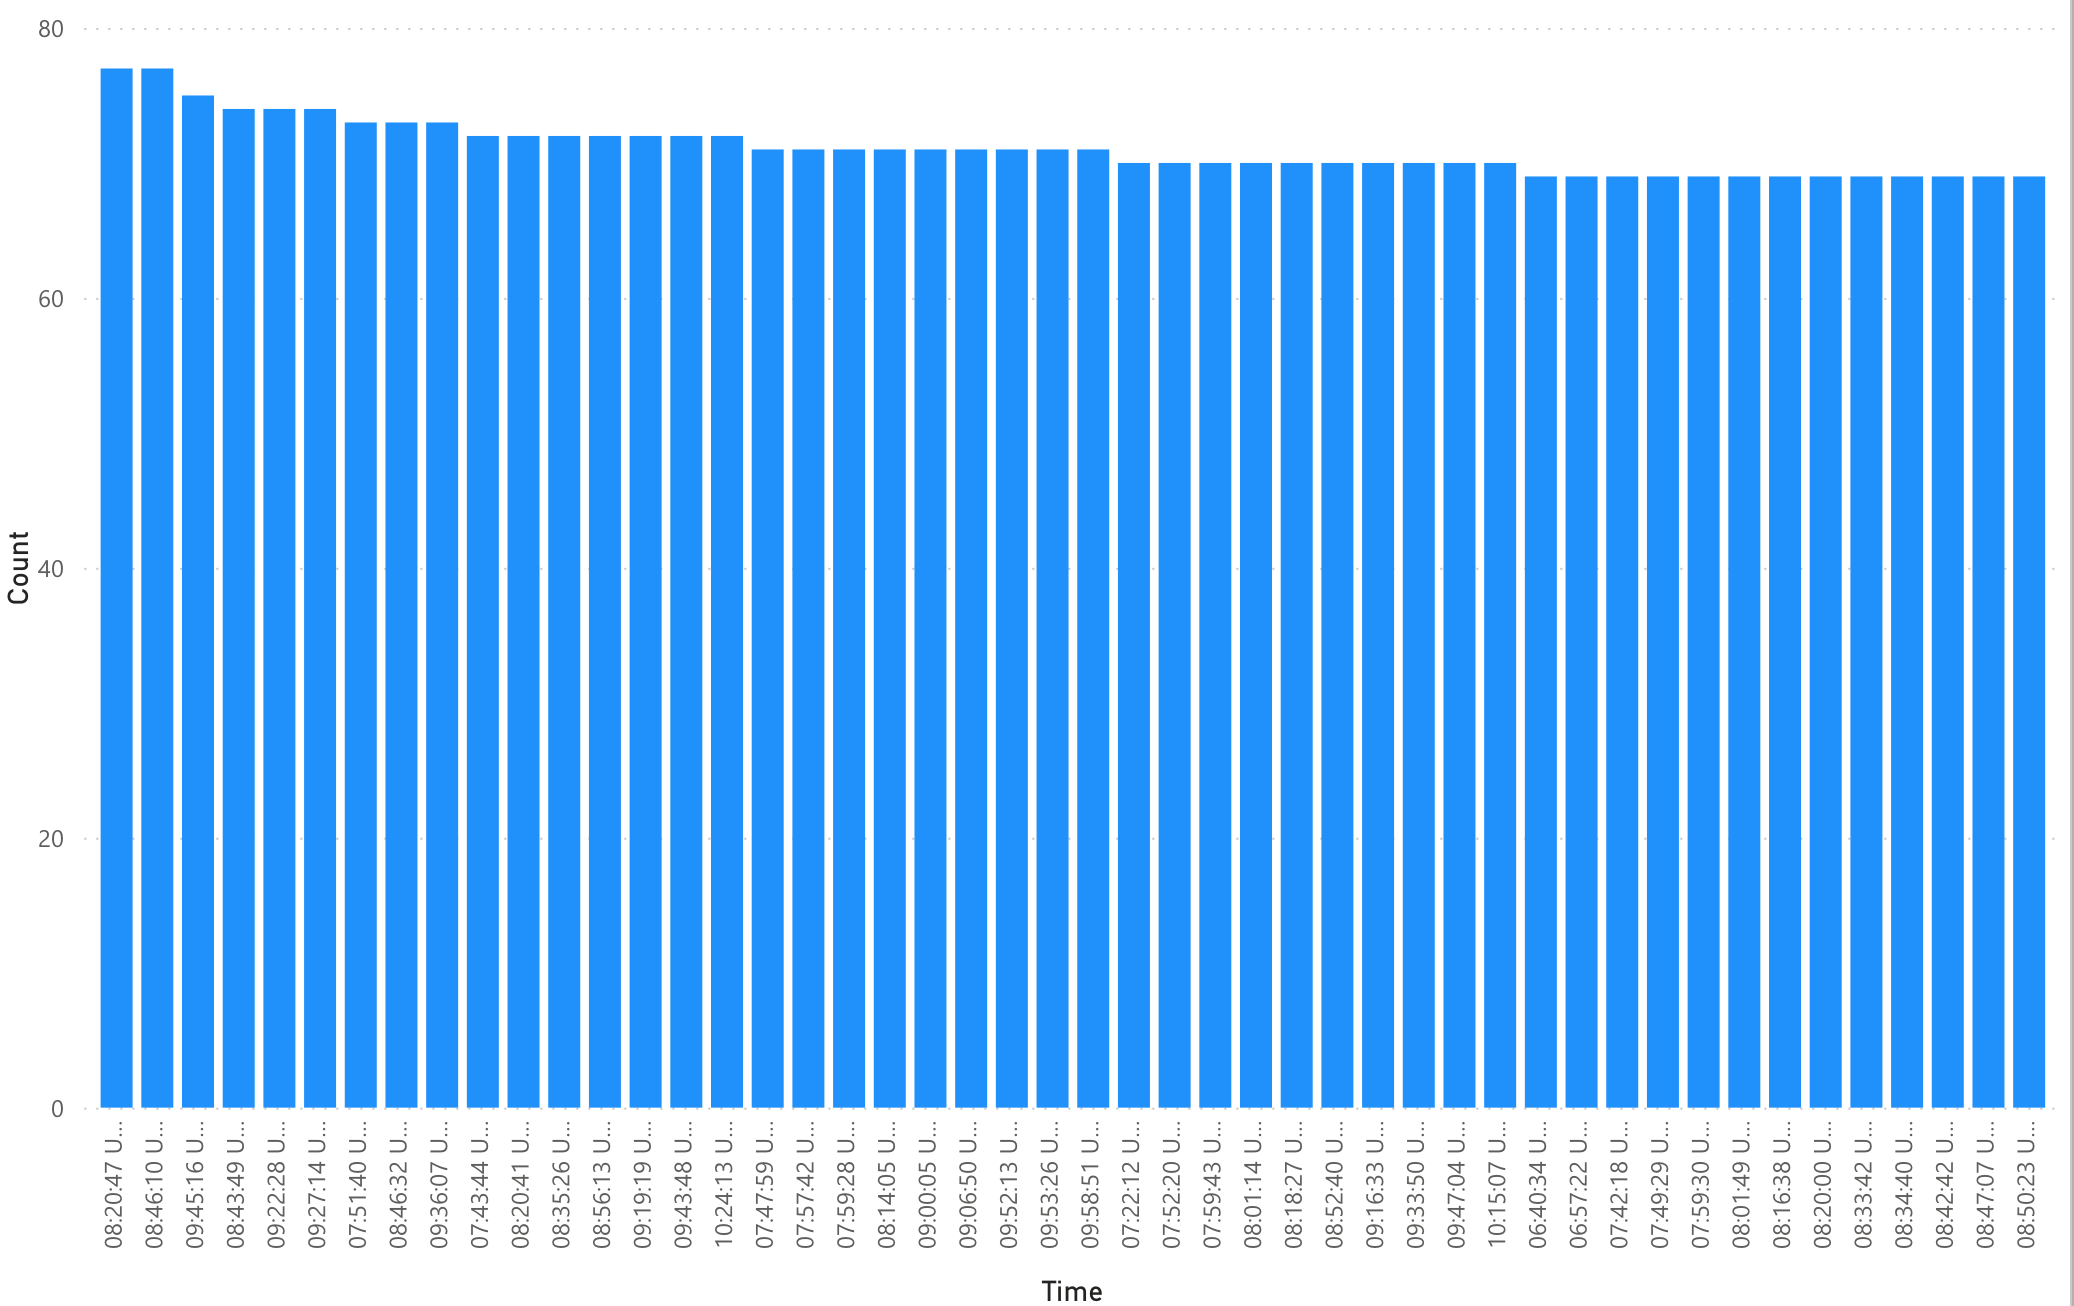 80
60
40
20
0
Count
08:20:47 U...
08:46:10 U...
09:45:16 U...
08:43:49 U...
09:22:28 U...
09:27:14 U...
07:51:40 U...
08:46:32 U...
09:36:07 U...
07:43:44 U...
08:20:41 U...
08:35:26 U...
08:56:13 U...
09:19:19 U...
09:43:48 U...
10:24:13 U...
07:47:59 U...
07:57:42 U...
07:59:28 U...
08:14:05 U...
09:00:05 U...
09:06:50 U...
09:52:13 U...
09:53:26 U...
09:58:51 U...
07:22:12 U...
07:52:20 U...
07:59:43 U...
08:01:14 U...
08:18:27 U...
08:52:40 U...
09:16:33 U...
09:33:50 U...
09:47:04 U...
10:15:07 U...
06:40:34 U...
06:57:22 U...
07:42:18 U...
07:49:29 U...
07:59:30 U...
08:01:49 U...
08:16:38 U...
08:20:00 U...
08:33:42 U...
08:34:40 U...
08:42:42 U...
08:47:07 U...
08:50:23 U...
Time